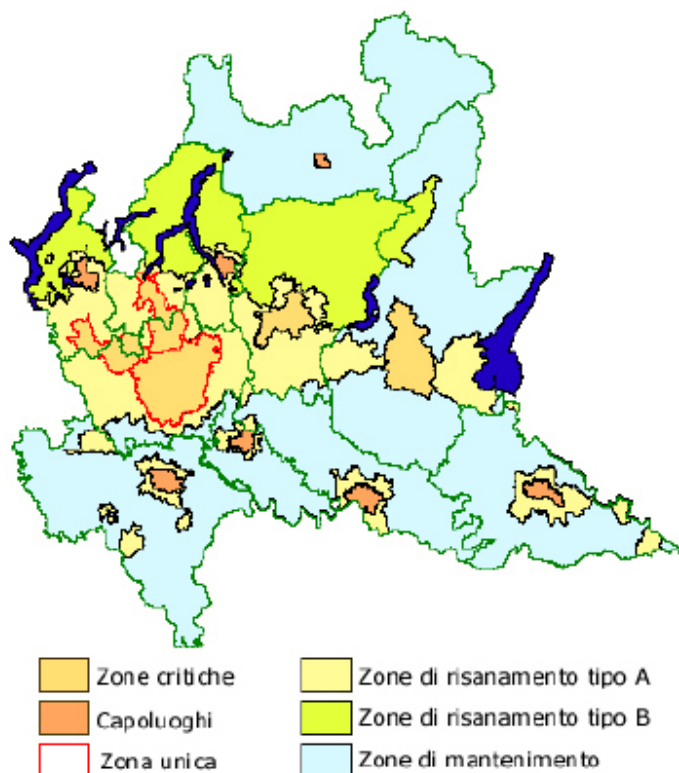 Zone critiche
Capoluoghi
Zona unica
Zone di risanamento tipo A
Zone di risanamento tipo B
Zone di mantenimento